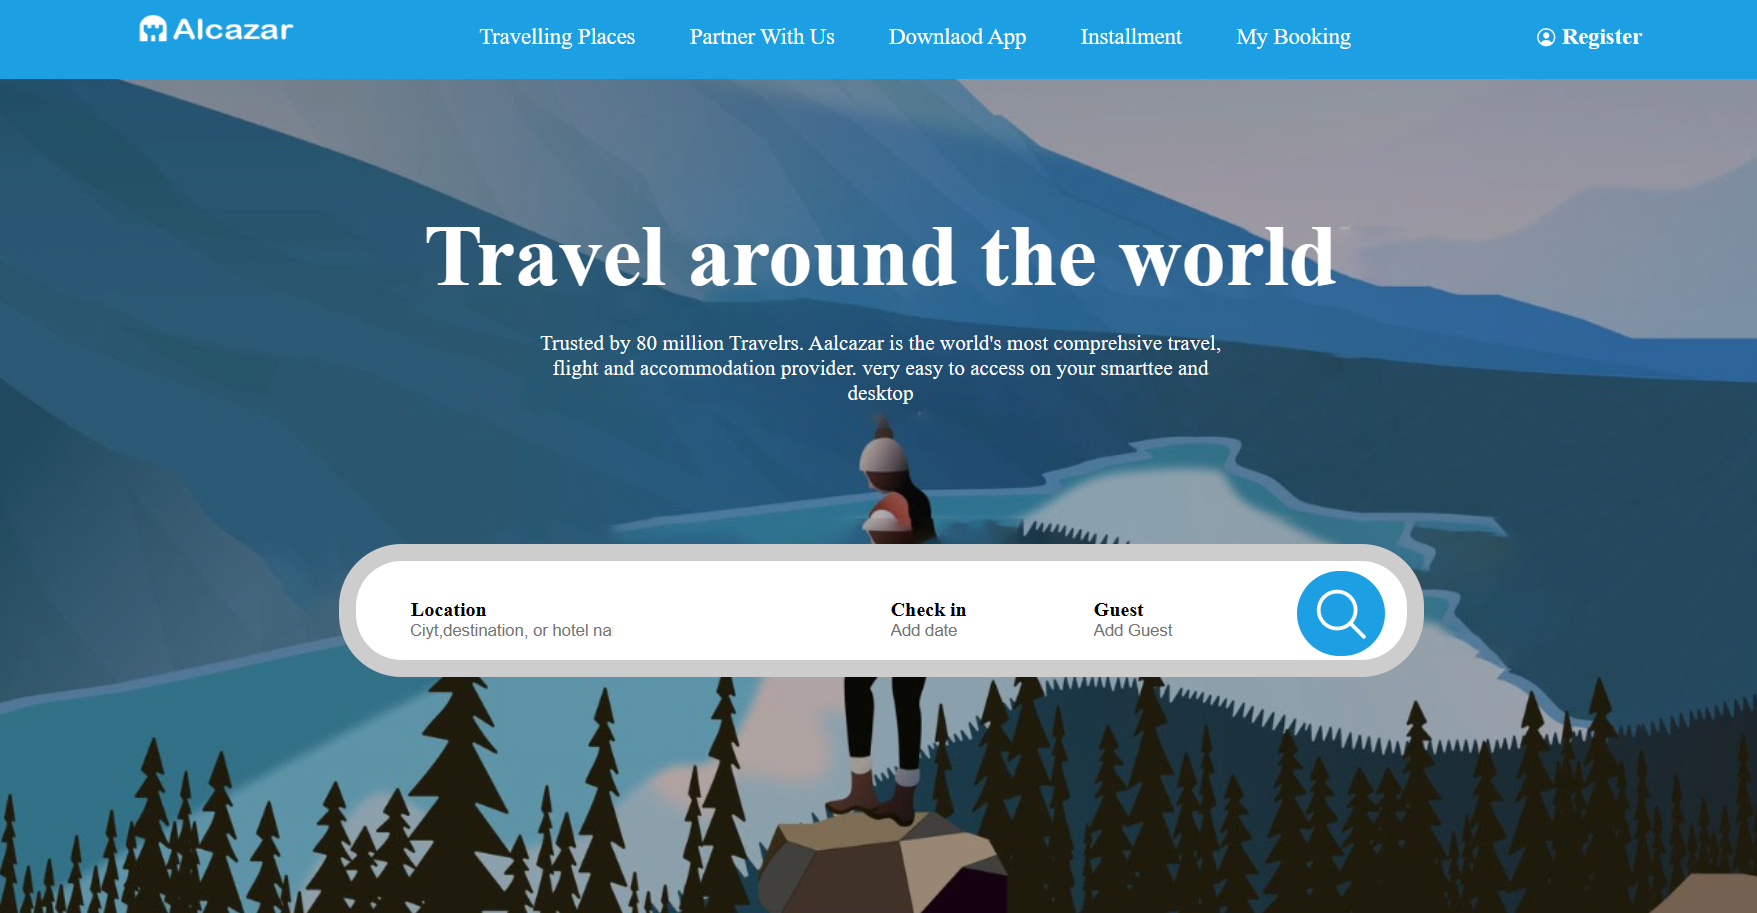 Alcazar
Travelling Places
Partner With Us
Downlaod App
Installment
My Booking
Register
Travel around the world
Trusted by 80 million Travelrs. Aalcazar is the world's most comprehsive travel,
flight and accommodation provider. very easy to access on your smarttee and
desktop
Location
Ciyt,destination, or hotel na
Check in
Add date
Guest
Add Guest